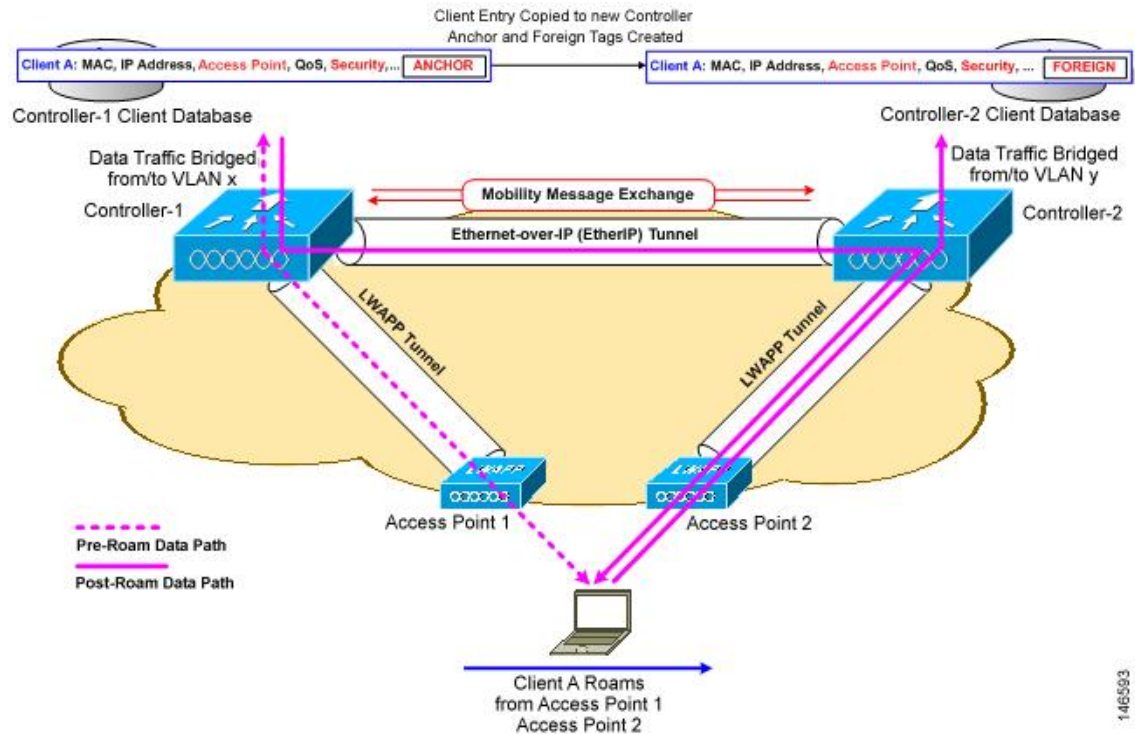 Client Entry Copied to new Controller
Anchor and Foreign Tags Created
Client A: MAC, IP Address, Access Point, QoS, Security,... ANCHOR
Client A: MAC, IP Address, Access Point, QoS, Security, ... FOREIGN
Controller-1 Client Database
Controller-2 Client Database
Data Traffic Bridged
from/to VLAN x
Data Traffic Bridged
from/to VLAN y
Mobility Message Exchange
Controller-1
Controller-2
Ethernet-over-IP (EtherIP) Tunnel
LWAPP Tunnel
LWAPP Tunnel
LWAPP
LWAPP
Access Point 1
Access Point 2
Pre-Roam Data Path
Post-Roam Data Path
Client A Roams
from Access Point 1
Access Point 2
146593